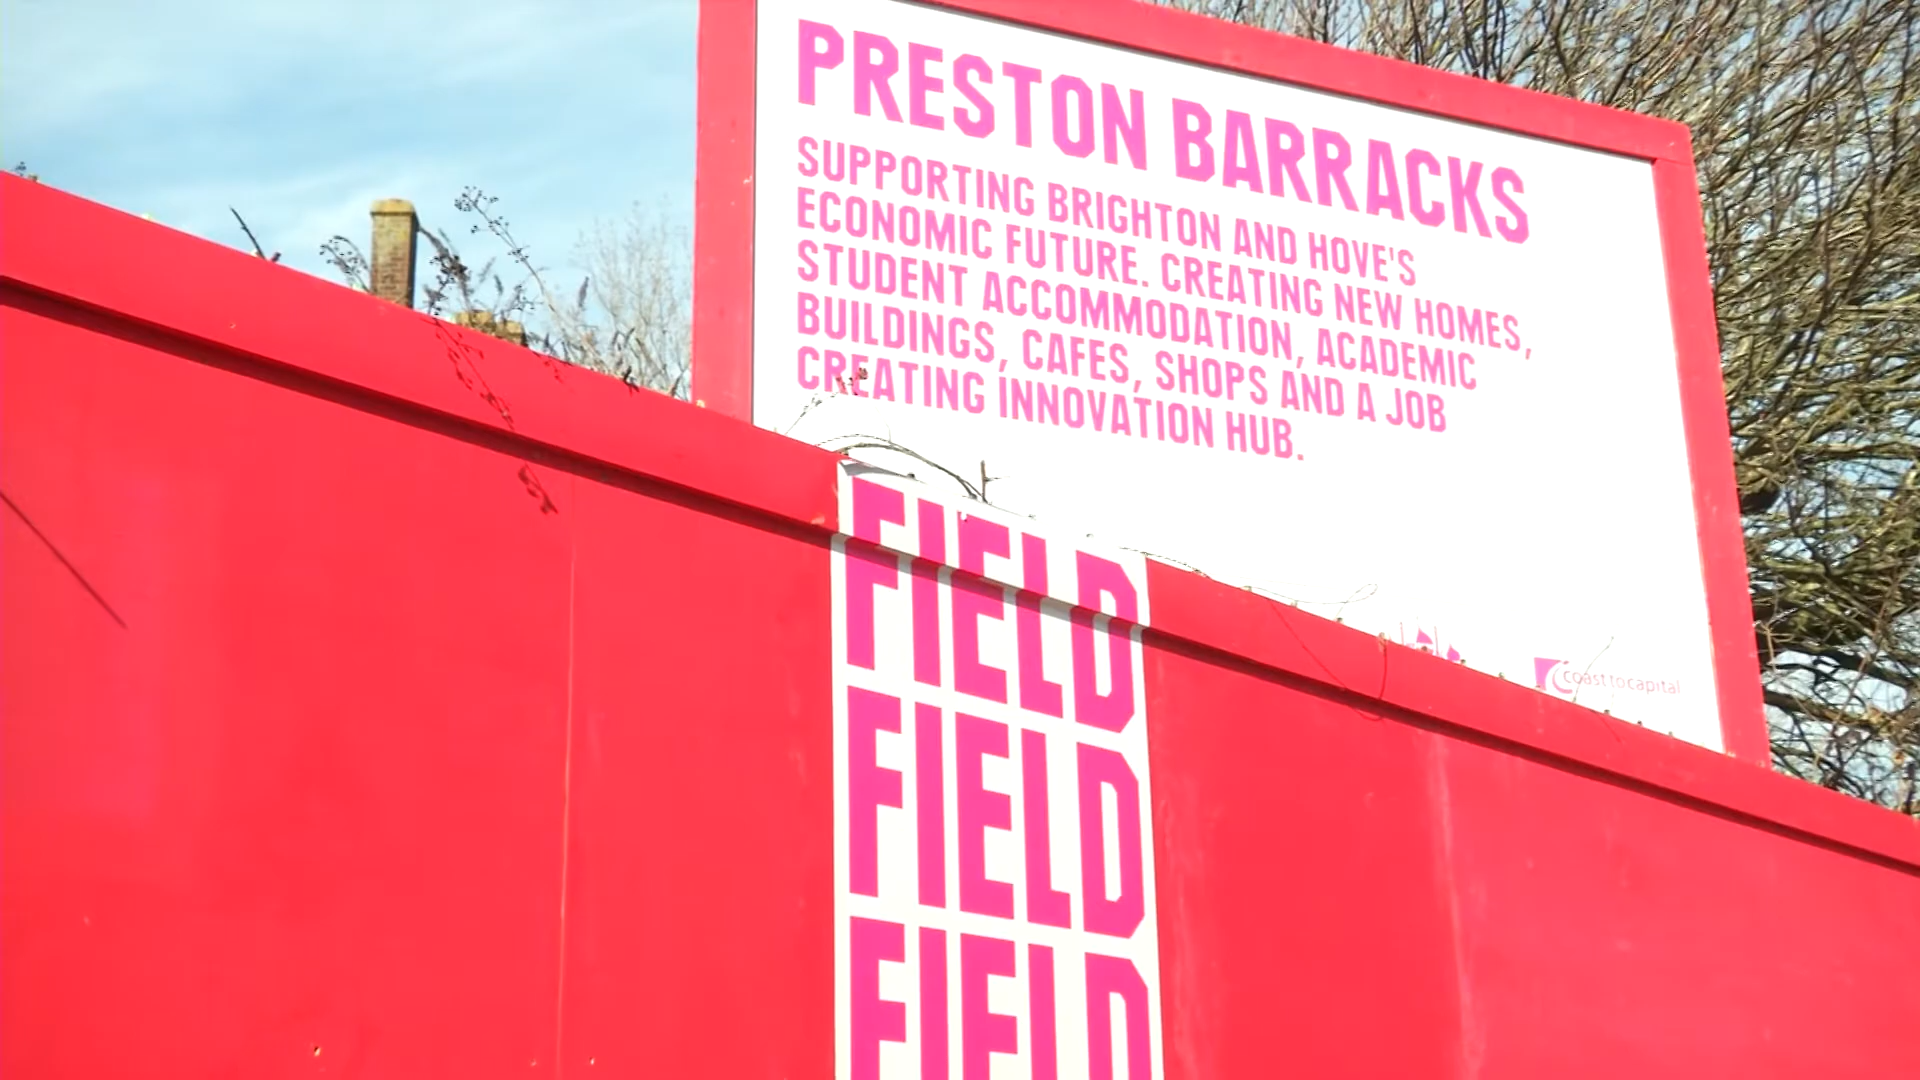 PRESTON BARRACKS
SUPPORTING BRIGHTON AND HOVE'S
ECONOMIC FUTURE. CREATING NEW HOMES,
STUDENT ACCOMMODATION, ACADEMIC
BUILDINGS, CAFES, SHOPS AND A JOB
CREATING INNOVATION HUB.
coast to capital
FIELD
FIELD
FIELD